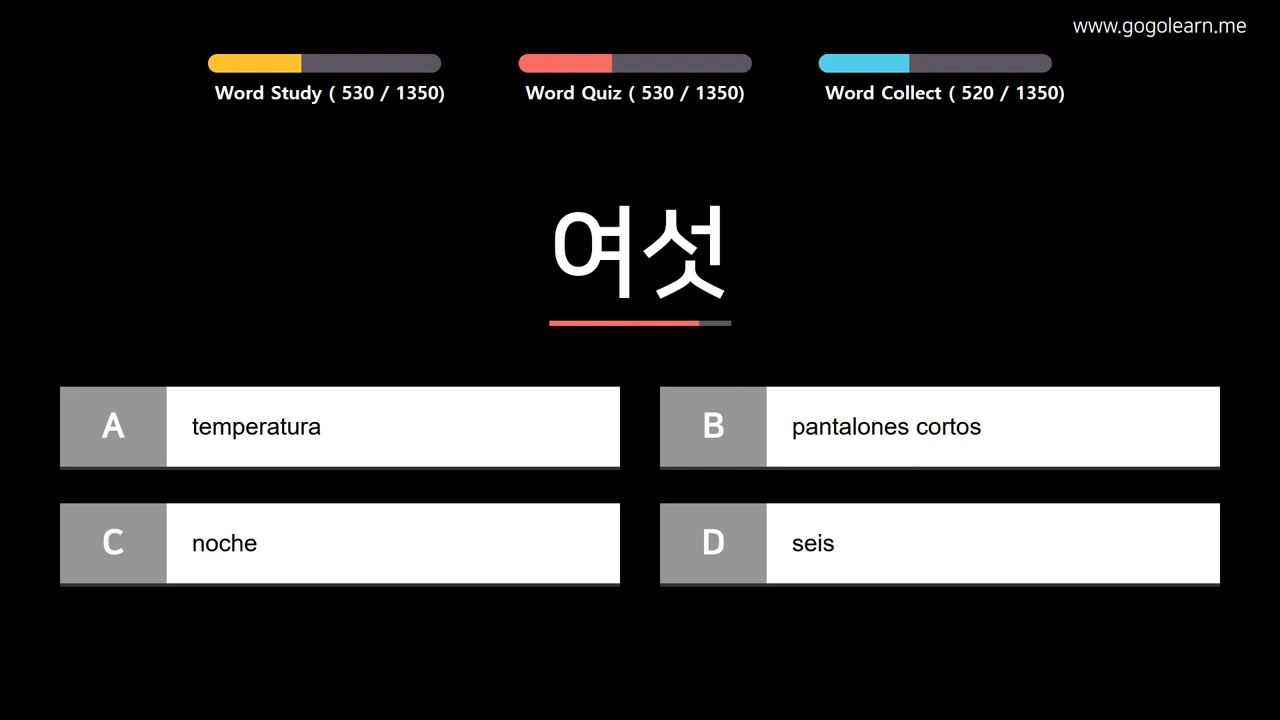 www.gogolearn.me
Word Study ( 530 / 1350)
Word Quiz ( 530 / 1350)
Word Collect ( 520 / 1350)
여섯
A temperatura
B pantalones cortos
C noche
D seis